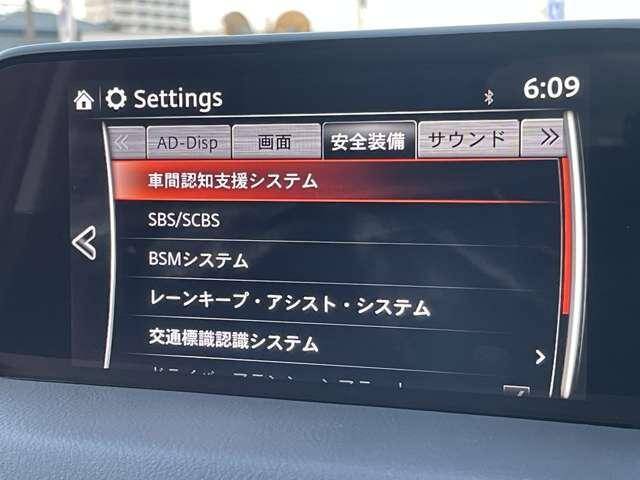 Settings 6:09
AD-Disp 画面 安全装備 サウンド
車間認知支援システム
SBS/SCBS
BSMシステム
レーンキープ・アシスト・システム
交通標識認識システム